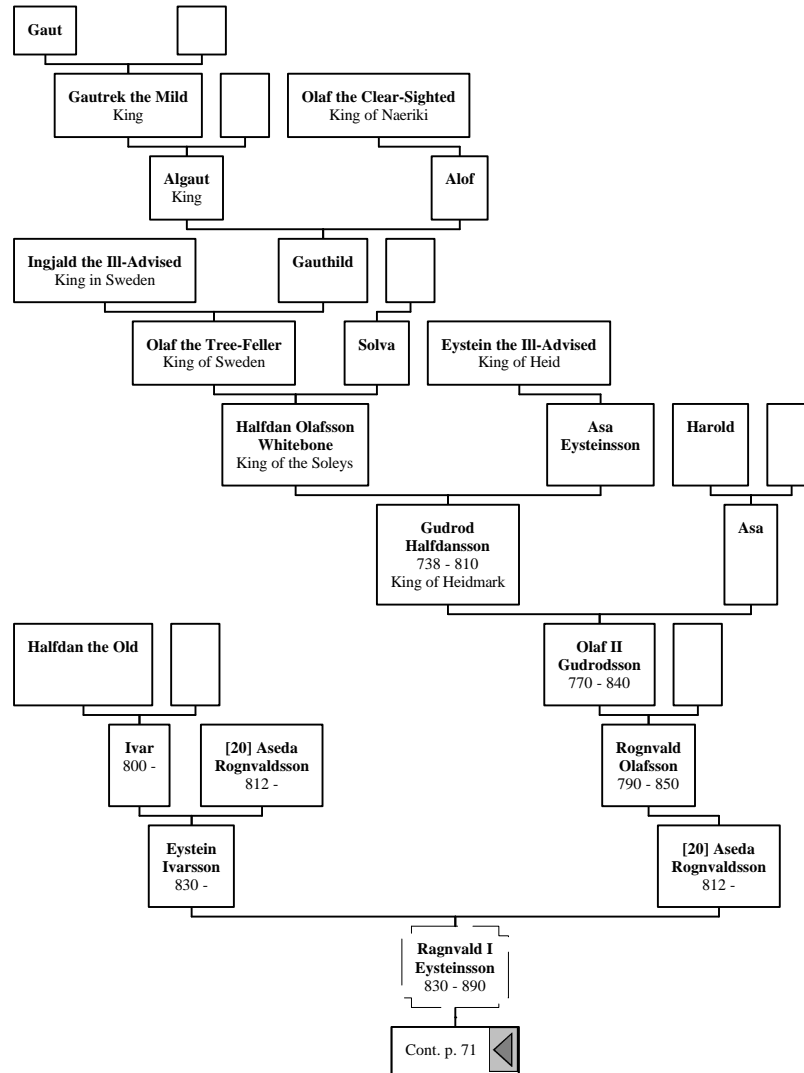 Gaut
Gautrek the Mild
King
Olaf the Clear-Sighted
King of Naeriki
Algaut
King
Alof
Ingjald the Ill-Advised
King in Sweden
Gauthild
Olaf the Tree-Feller
King of Sweden
Solva
Eystein the Ill-Advised
King of Heid
Halfdan Olafsson
Whitebone
King of the Soleys
Asa
Eysteinsson
Harold
Gudrod
Halfdansson
738 - 810
King of Heidmark
Asa
Halfdan the Old
Olaf II
Gudrodsson
770 - 840
Ivar
800 -
[20] Aseda
Rognvaldsson
812 -
Rognvald
Olafsson
790 - 850
Eystein
Ivarsson
830 -
[20] Aseda
Rognvaldsson
812 -
Ragnvald I
Eysteinsson
830 - 890
Cont. p. 71